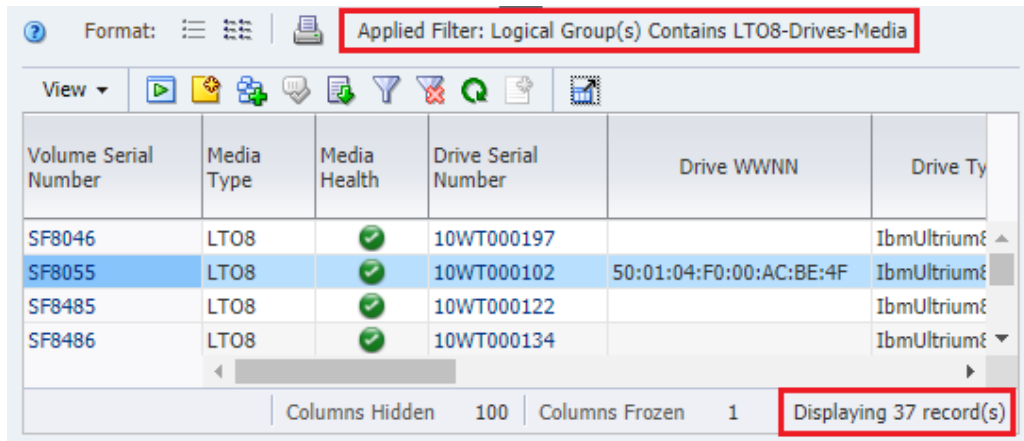 Format: Applied Filter: Logical Group(s) Contains LTO8-Drives-Media
View
Volume Serial Number Media Type Media Health Drive Serial Number Drive WWNN Drive Ty
SF8046 LTO8 10WT000197 IbmUltrium8
SF8055 LTO8 10WT000102 50:01:04:F0:00:AC:BE:4F IbmUltrium8
SF8485 LTO8 10WT000122 IbmUltrium8
SF8486 LTO8 10WT000134 IbmUltrium8
Columns Hidden 100 Columns Frozen 1 Displaying 37 record(s)